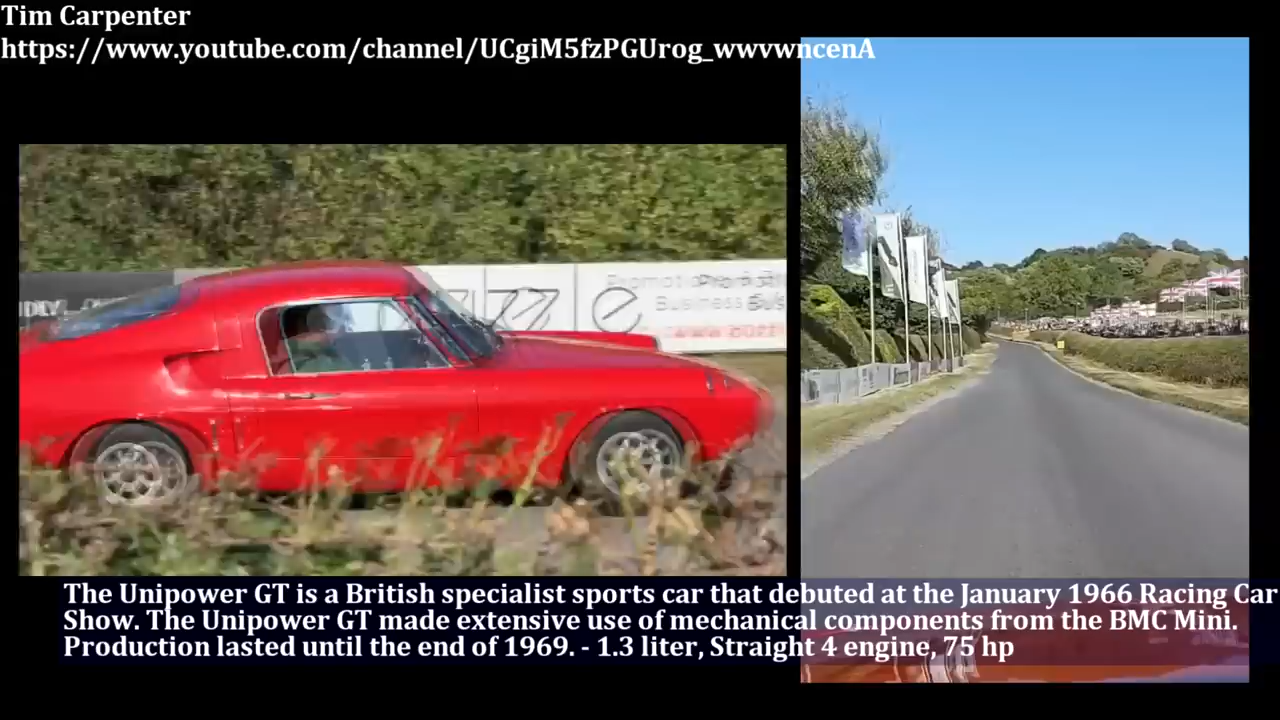 Tim Carpenter
https://www.youtube.com/channel/UCgiM5fzPGUrog_wwvwncenA
The Unipower GT is a British specialist sports car that debuted at the January 1966 Racing Car
Show. The Unipower GT made extensive use of mechanical components from the BMC Mini.
Production lasted until the end of 1969. - 1.3 liter, Straight 4 engine, 75 hp